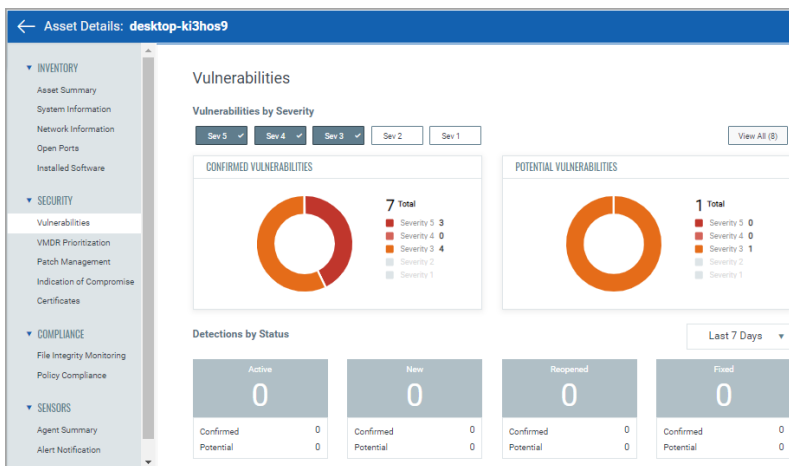 Asset Details: desktop-ki3hos9
INVENTORY
Asset Summary
System Information
Network Information
Open Ports
Installed Software
SECURITY
Vulnerabilities
VMDR Prioritization
Patch Management
Indication of Compromise
Certificates
COMPLIANCE
File Integrity Monitoring
Policy Compliance
SENSORS
Agent Summary
Alert Notification
Vulnerabilities
Vulnerabilities by Severity
Sev 5 Sev 4 Sev 3 Sev 2 Sev 1 View All (8)
CONFIRMED VULNERABILITIES
7 Total
Severity 5 3
Severity 4 0
Severity 3 4
Severity 2
Severity 1
POTENTIAL VULNERABILITIES
1 Total
Severity 5 0
Severity 4 0
Severity 3 1
Severity 2
Severity 1
Detections by Status Last 7 Days
Active
0
Confirmed 0
Potential 0
New
0
Confirmed 0
Potential 0
Reopened
0
Confirmed 0
Potential 0
Fixed
0
Confirmed 0
Potential 0